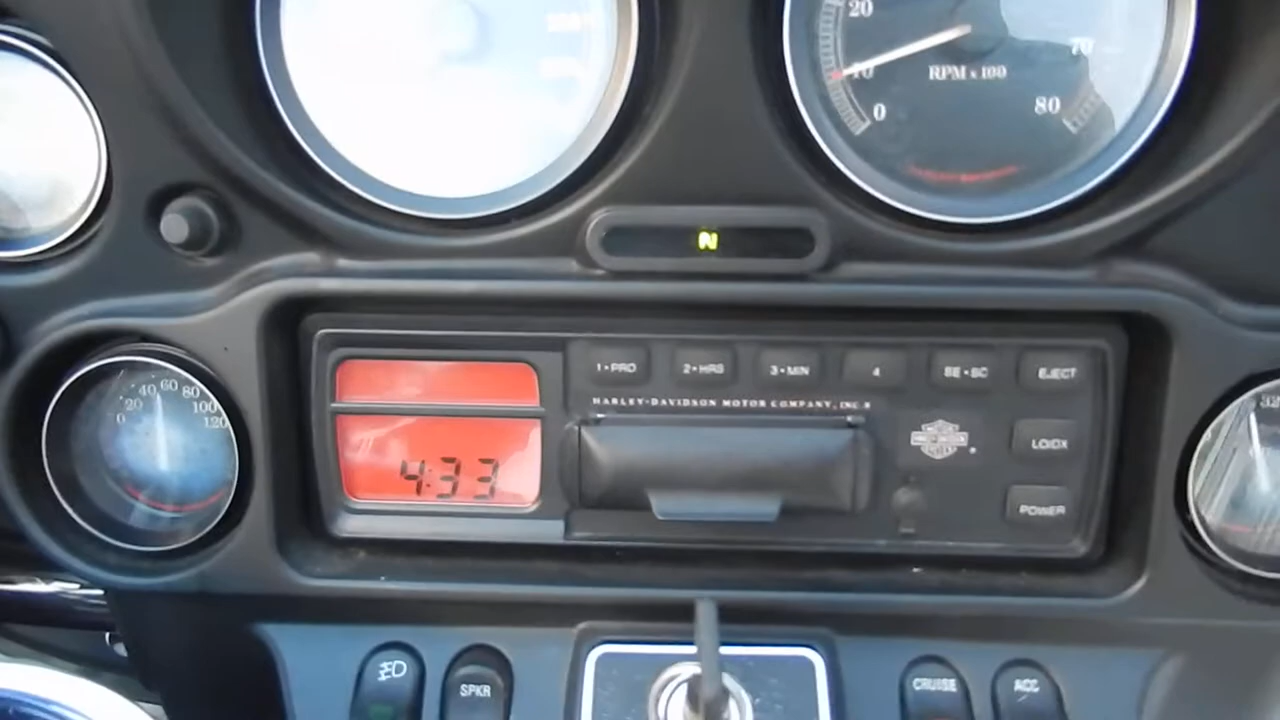 20
10
0
70
80
RPM x 100
N
0
20
40
60
80
100
120
4:33
1•PRO
2•HRS
3•MIN
4
SE•SC
EJECT
HARLEY-DAVIDSON MOTOR COMPANY, INC.
LO/DX
POWER
SPKR
CRUISE
ACC